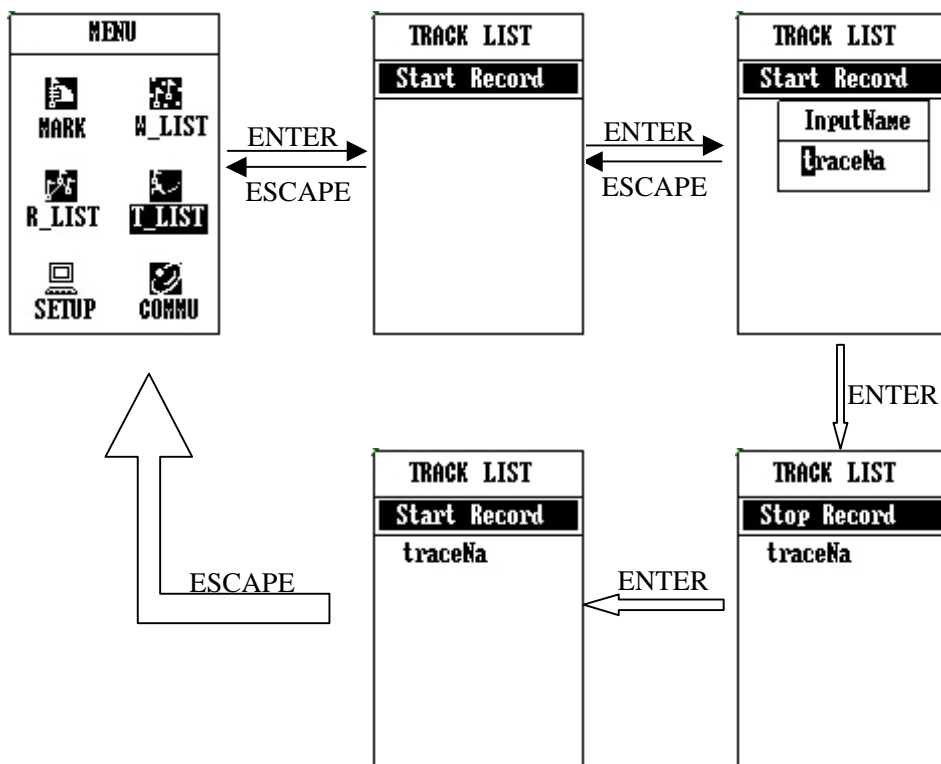 MENU
MARK
W_LIST
R_LIST
T_LIST
SETUP
COMMU
ENTER
ESCAPE
TRACK LIST
Start Record
ENTER
ESCAPE
TRACK LIST
Start Record
InputName
traceNa
ENTER
TRACK LIST
Stop Record
traceNa
ENTER
TRACK LIST
Start Record
traceNa
ESCAPE